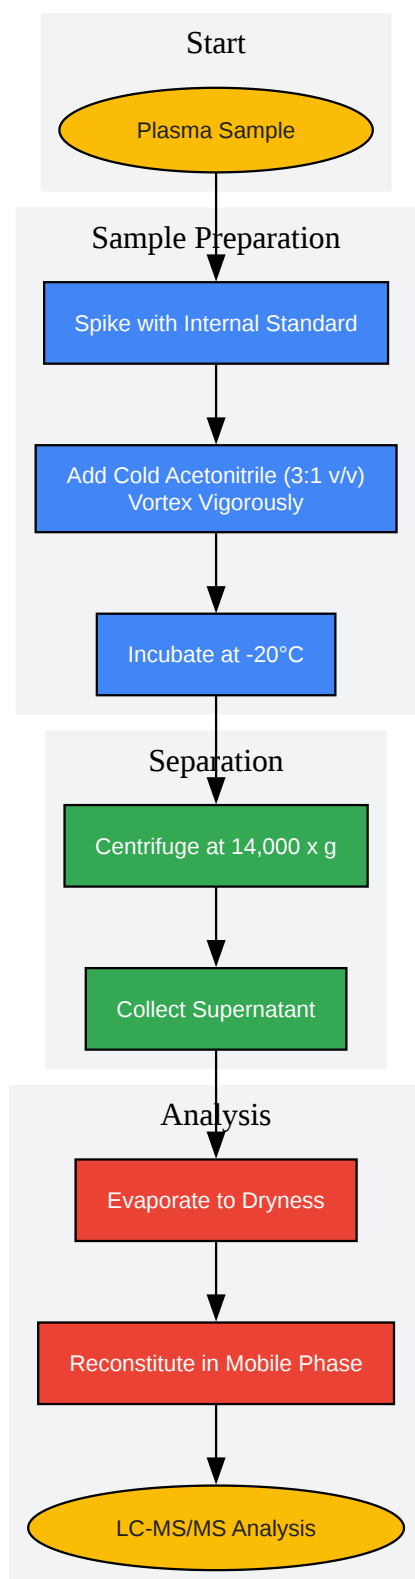 Start
Plasma Sample
Sample Preparation
Spike with Internal Standard
Add Cold Acetonitrile (3:1 v/v)
Vortex Vigorously
Incubate at -20°C
Separation
Centrifuge at 14,000 x g
Collect Supernatant
Analysis
Evaporate to Dryness
Reconstitute in Mobile Phase
LC-MS/MS Analysis